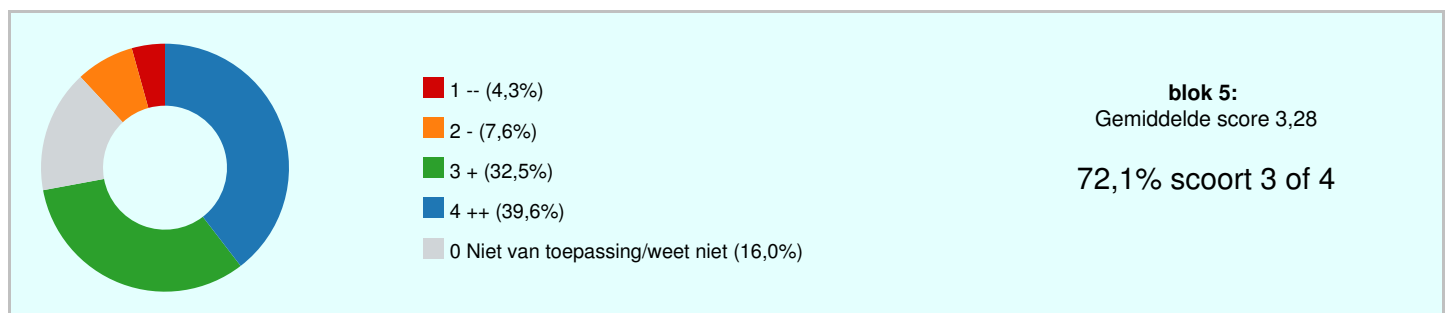 1 -- (4,3%)
2 - (7,6%)
3 + (32,5%)
4 ++ (39,6%)
0 Niet van toepassing/weet niet (16,0%)
blok 5:
Gemiddelde score 3,28
72,1% scoort 3 of 4